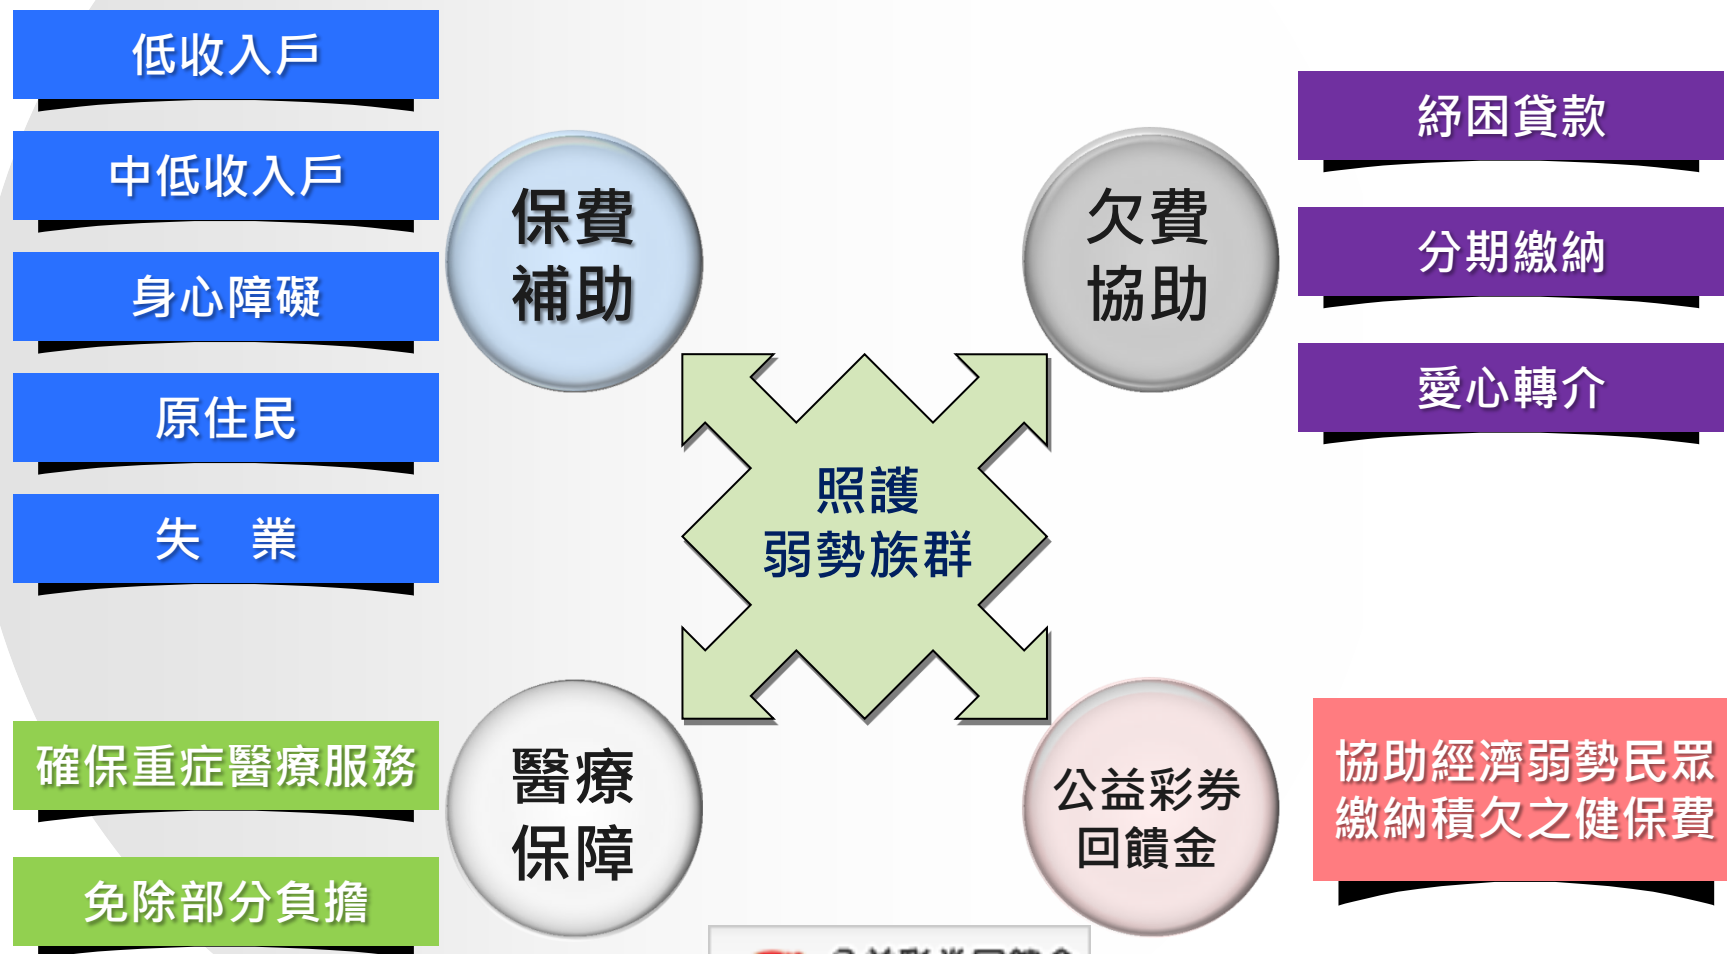 低收入戶
中低收入戶
身心障礙
原住民
失　業
保費
補助
欠費
協助
紓困貸款
分期繳納
愛心轉介
照護
弱勢族群
確保重症醫療服務
免除部分負擔
醫療
保障
公益彩券
回饋金
協助經濟弱勢民眾
繳納積欠之健保費